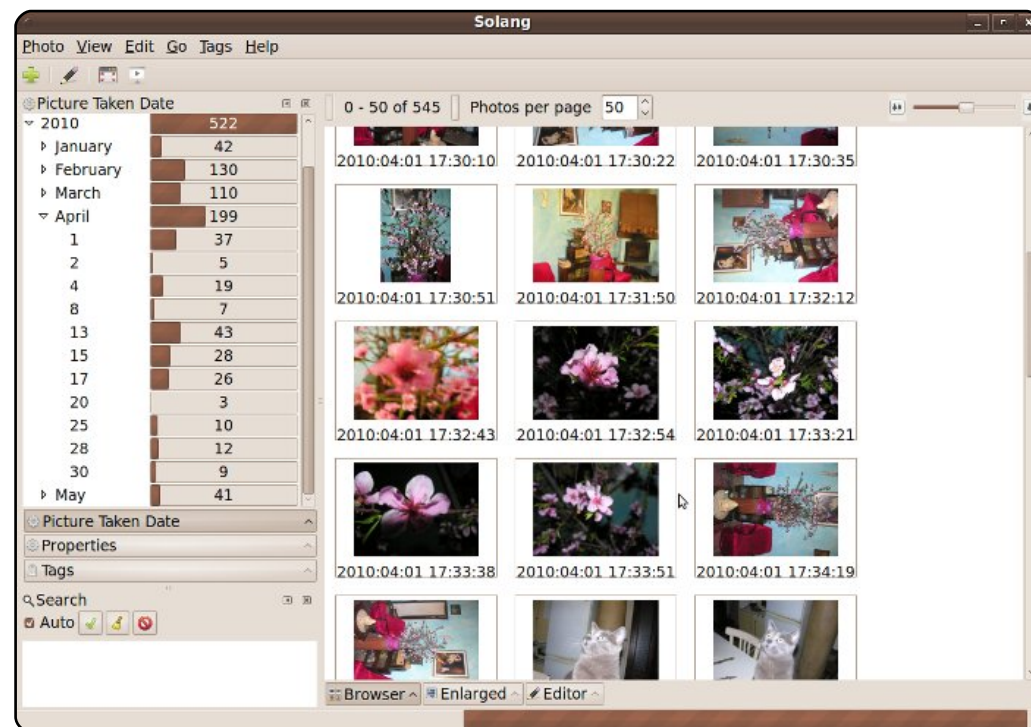 Solang
Photo View Edit Go Tags Help
Picture Taken Date
0 - 50 of 545 Photos per page 50
2010 522
January 42
February 130
March 110
April 199
1 37
2 5
4 19
8 7
13 43
15 28
17 26
20 3
25 10
28 12
30 9
May 41
Picture Taken Date
Properties
Tags
Search
Auto
2010:04:01 17:30:10 2010:04:01 17:30:22 2010:04:01 17:30:35
2010:04:01 17:30:51 2010:04:01 17:31:50 2010:04:01 17:32:12
2010:04:01 17:32:43 2010:04:01 17:32:54 2010:04:01 17:33:21
2010:04:01 17:33:38 2010:04:01 17:33:51 2010:04:01 17:34:19
Browser Enlarged Editor